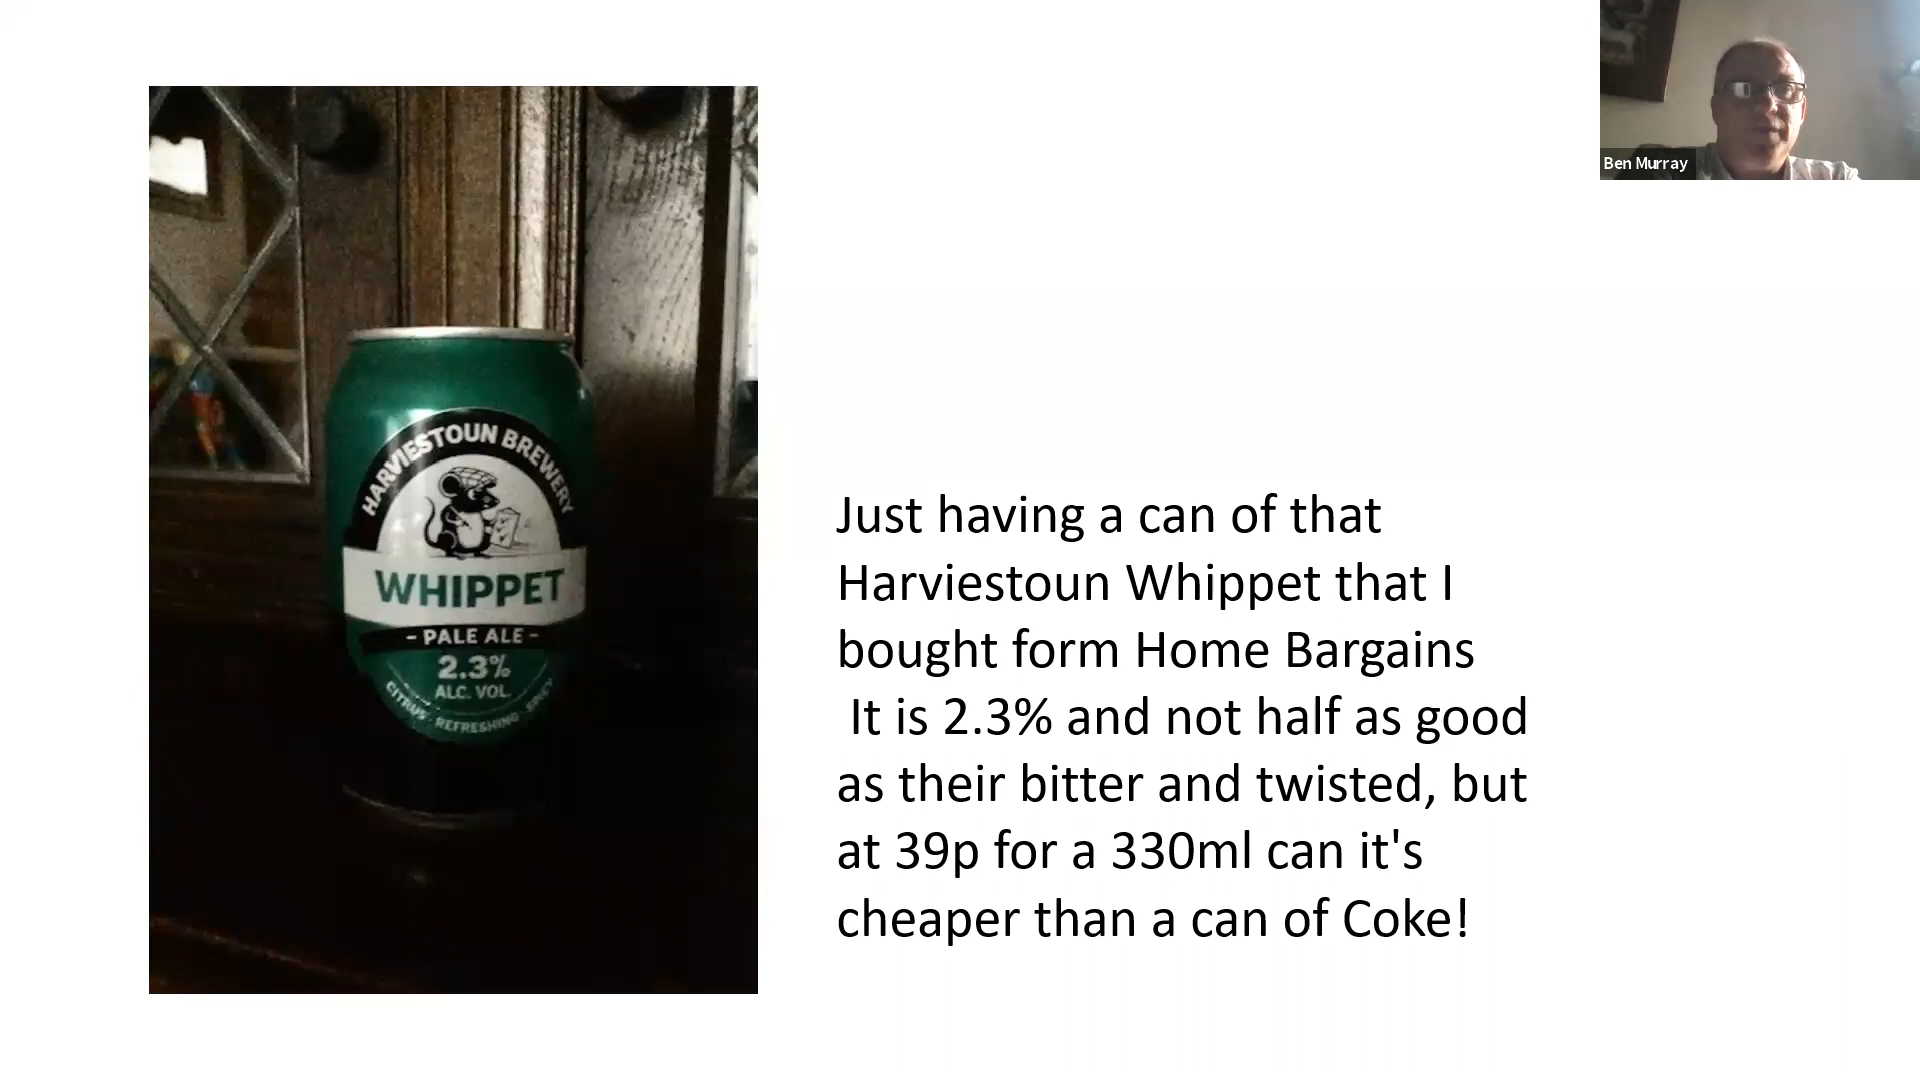 HARVIESTOUN BREWERY
WHIPPET
- PALE ALE -
2.3%
ALC. VOL.
CITRUS · REFRESHING · SPICY
Just having a can of that
Harviestoun Whippet that I
bought form Home Bargains
It is 2.3% and not half as good
as their bitter and twisted, but
at 39p for a 330ml can it's
cheaper than a can of Coke!
Ben Murray